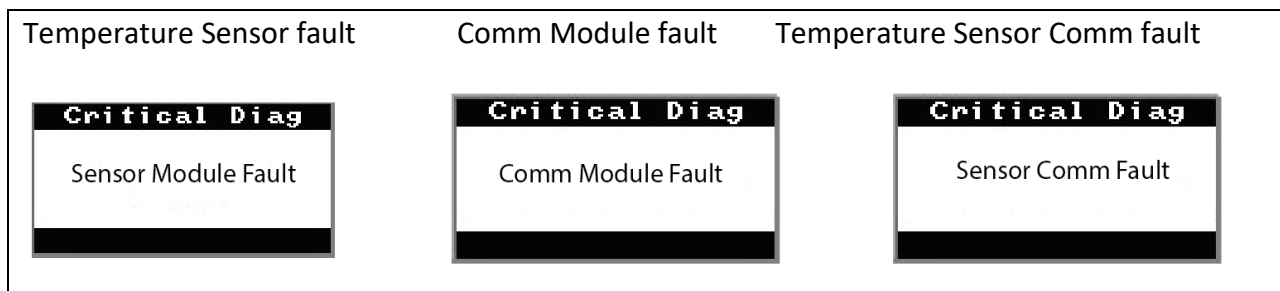 Temperature Sensor fault
Comm Module fault
Temperature Sensor Comm fault
Critical Diag
Sensor Module Fault
Critical Diag
Comm Module Fault
Critical Diag
Sensor Comm Fault